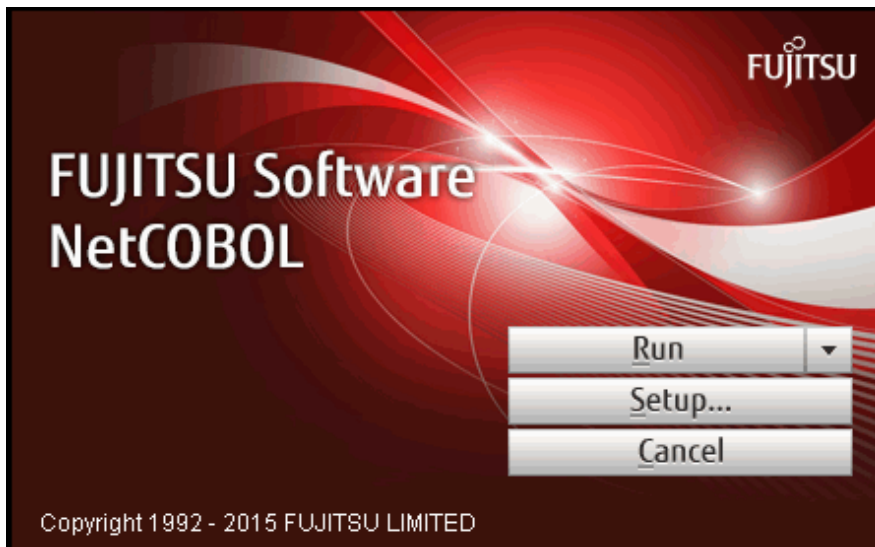 FUJITSU
FUJITSU Software
NetCOBOL
Run
Setup...
Cancel
Copyright 1992 - 2015 FUJITSU LIMITED